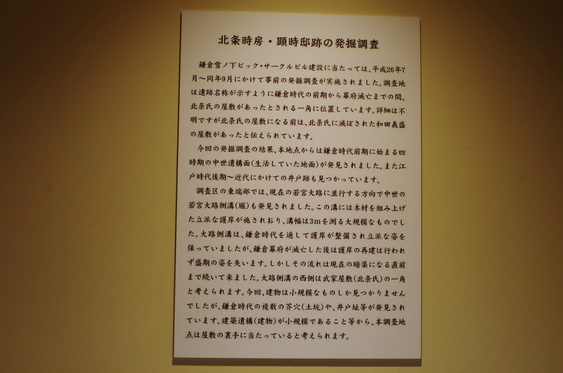 北条時房・顕時邸跡の発掘調査
鎌倉雪ノ下ビック・サークルビル建設に当たっては、平成26年7
月～同年9月にかけて事前の発掘調査が実施されました。調査地
は遺跡名称が示すように鎌倉時代の前期から幕府滅亡までの間、
北条氏の屋敷があったとされる一角に位置しています。詳細は不
明ですが北条氏の屋敷になる前は、北条氏に滅ぼされた和田義盛
の屋敷があったと伝えられています。
今回の発掘調査の結果、本地点からは鎌倉時代前期に始まる四
時期の中世遺構面(生活していた地面)が発見されました。また江
戸時代後期～近代にかけての井戸跡も見つかっています。
調査区の東端部では、現在の若宮大路に並行する方向で中世の
若宮大路側溝(堀)も発見されました。この溝には木材を組み上げ
た立派な護岸が施されおり、溝幅は3mを測る大規模なものでし
た。大路側溝は、鎌倉時代を通して護岸が整備され立派な姿を
保っていましたが、鎌倉幕府が滅亡した後は護岸の再建は行われ
ず盛期の姿を失います。しかしその流れは現在の暗渠になる直前
まで続いて来ました。大路側溝の西側は武家屋敷(北条氏)の一角
と考えられます。今回、建物は小規模なものしか見つかりません
でしたが、鎌倉時代の複数の芥穴(土坑)や、井戸址等が発見され
ています。建築遺構(建物)が小規模であること等から、本調査地
点は屋敷の裏手に当たっていると考えられます。